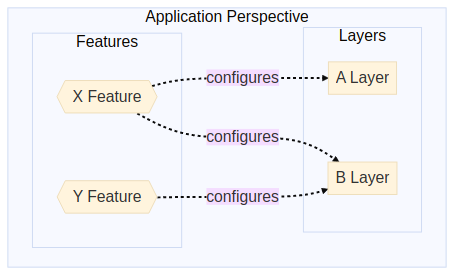 Application Perspective
Features
Layers
X Feature
configures
A Layer
configures
B Layer
Y Feature
configures